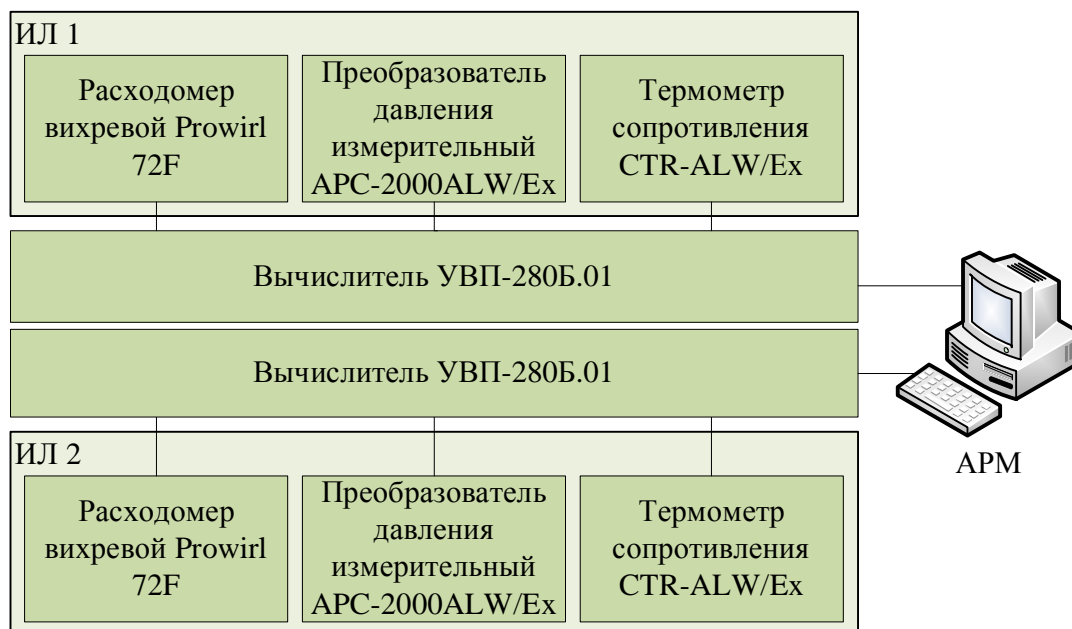 ИЛ 1
Расходомер
вихревой Prowirl
72F
Преобразователь
давления
измерительный
APC-2000ALW/Ex
Термометр
сопротивления
CTR-ALW/Ex
Вычислитель УВП-280Б.01
Вычислитель УВП-280Б.01
АРМ
ИЛ 2
Расходомер
вихревой Prowirl
72F
Преобразователь
давления
измерительный
APC-2000ALW/Ex
Термометр
сопротивления
CTR-ALW/Ex